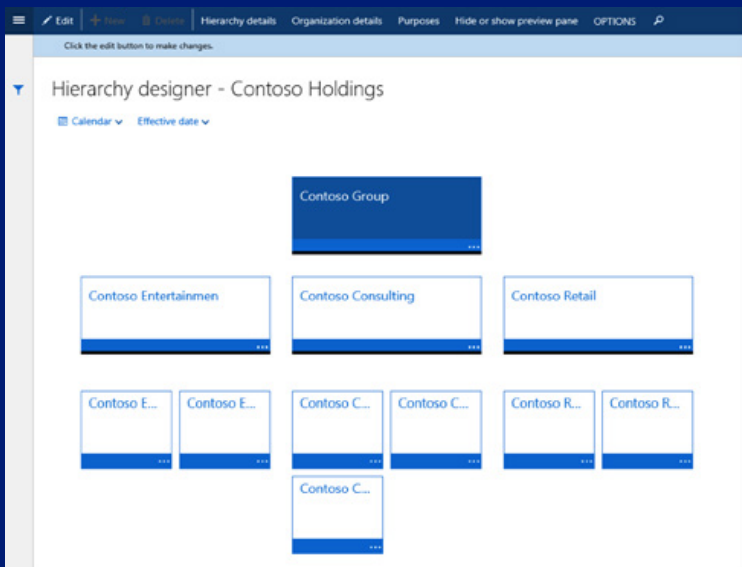 Edit New Delete Hierarchy details Organization details Purposes Hide or show preview pane OPTIONS
Click the edit button to make changes.
Hierarchy designer - Contoso Holdings
Calendar Effective date
Contoso Group
...
Contoso Entertainmen Contoso Consulting Contoso Retail
... ... ...
Contoso E... Contoso E... Contoso C... Contoso C... Contoso R... Contoso R...
... ... ... ... ... ...
Contoso C...
...